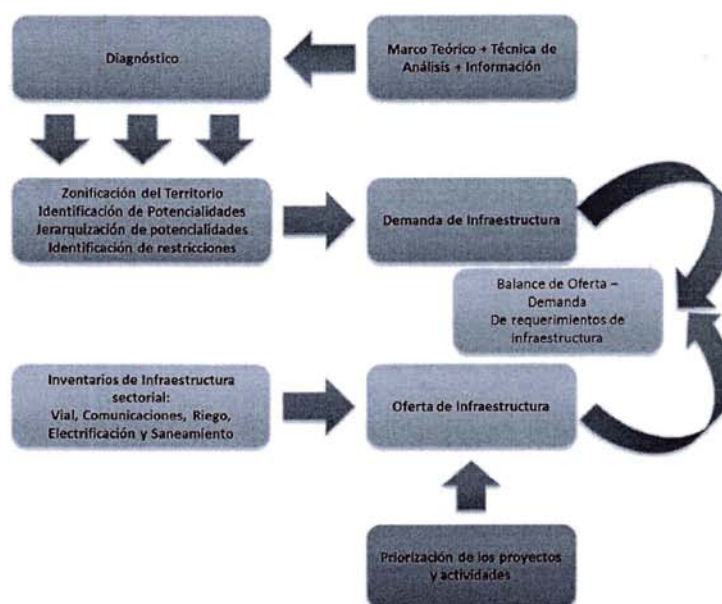 Diagnóstico
Marco Teórico + Técnica de
Análisis + Información
Zonificación del Territorio
Identificación de Potencialidades
Jerarquización de potencialidades
Identificación de restricciones
Demanda de Infraestructura
Balance de Oferta –
Demanda
De requerimientos de
infraestructura
Inventarios de Infraestructura
sectorial:
Vial, Comunicaciones, Riego,
Electrificación y Saneamiento
Oferta de Infraestructura
Priorización de los proyectos
y actividades